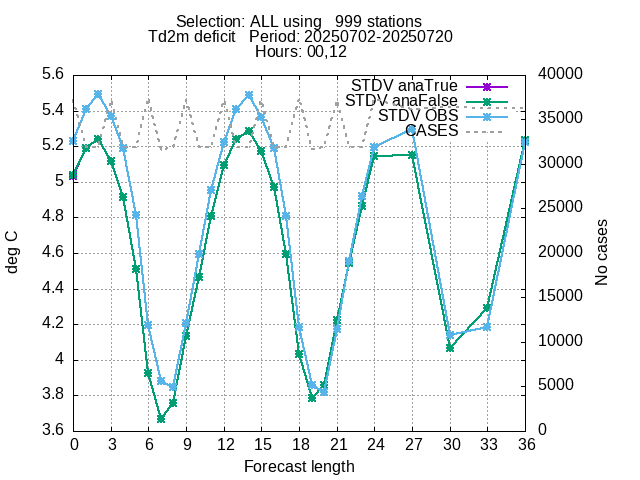 Selection: ALL using   999 stations
Td2m deficit   Period: 20250702-20250720
Hours: 00,12
STDV anaTrue
STDV anaFalse
STDV OBS
CASES
deg C
5.6
5.4
5.2
5
4.8
4.6
4.4
4.2
4
3.8
3.6
No cases
40000
35000
30000
25000
20000
15000
10000
5000
0
0 3 6 9 12 15 18 21 24 27 30 33 36
Forecast length